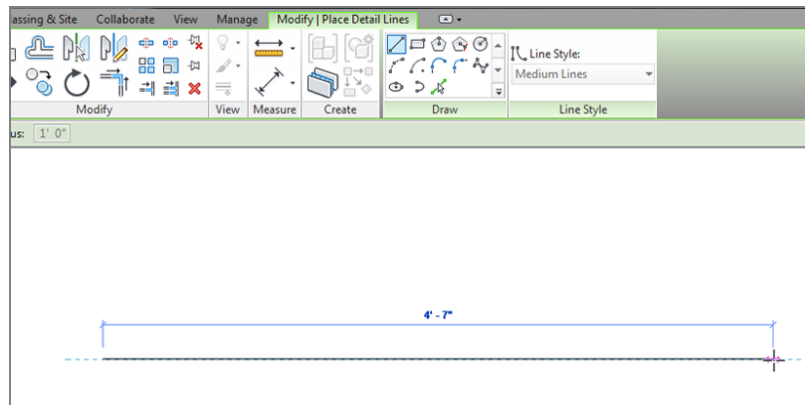 assing & Site Collaborate View Manage Modify | Place Detail Lines
Line Style:
Medium Lines
Modify View Measure Create Draw Line Style
us: 1' 0"
4' - 7"